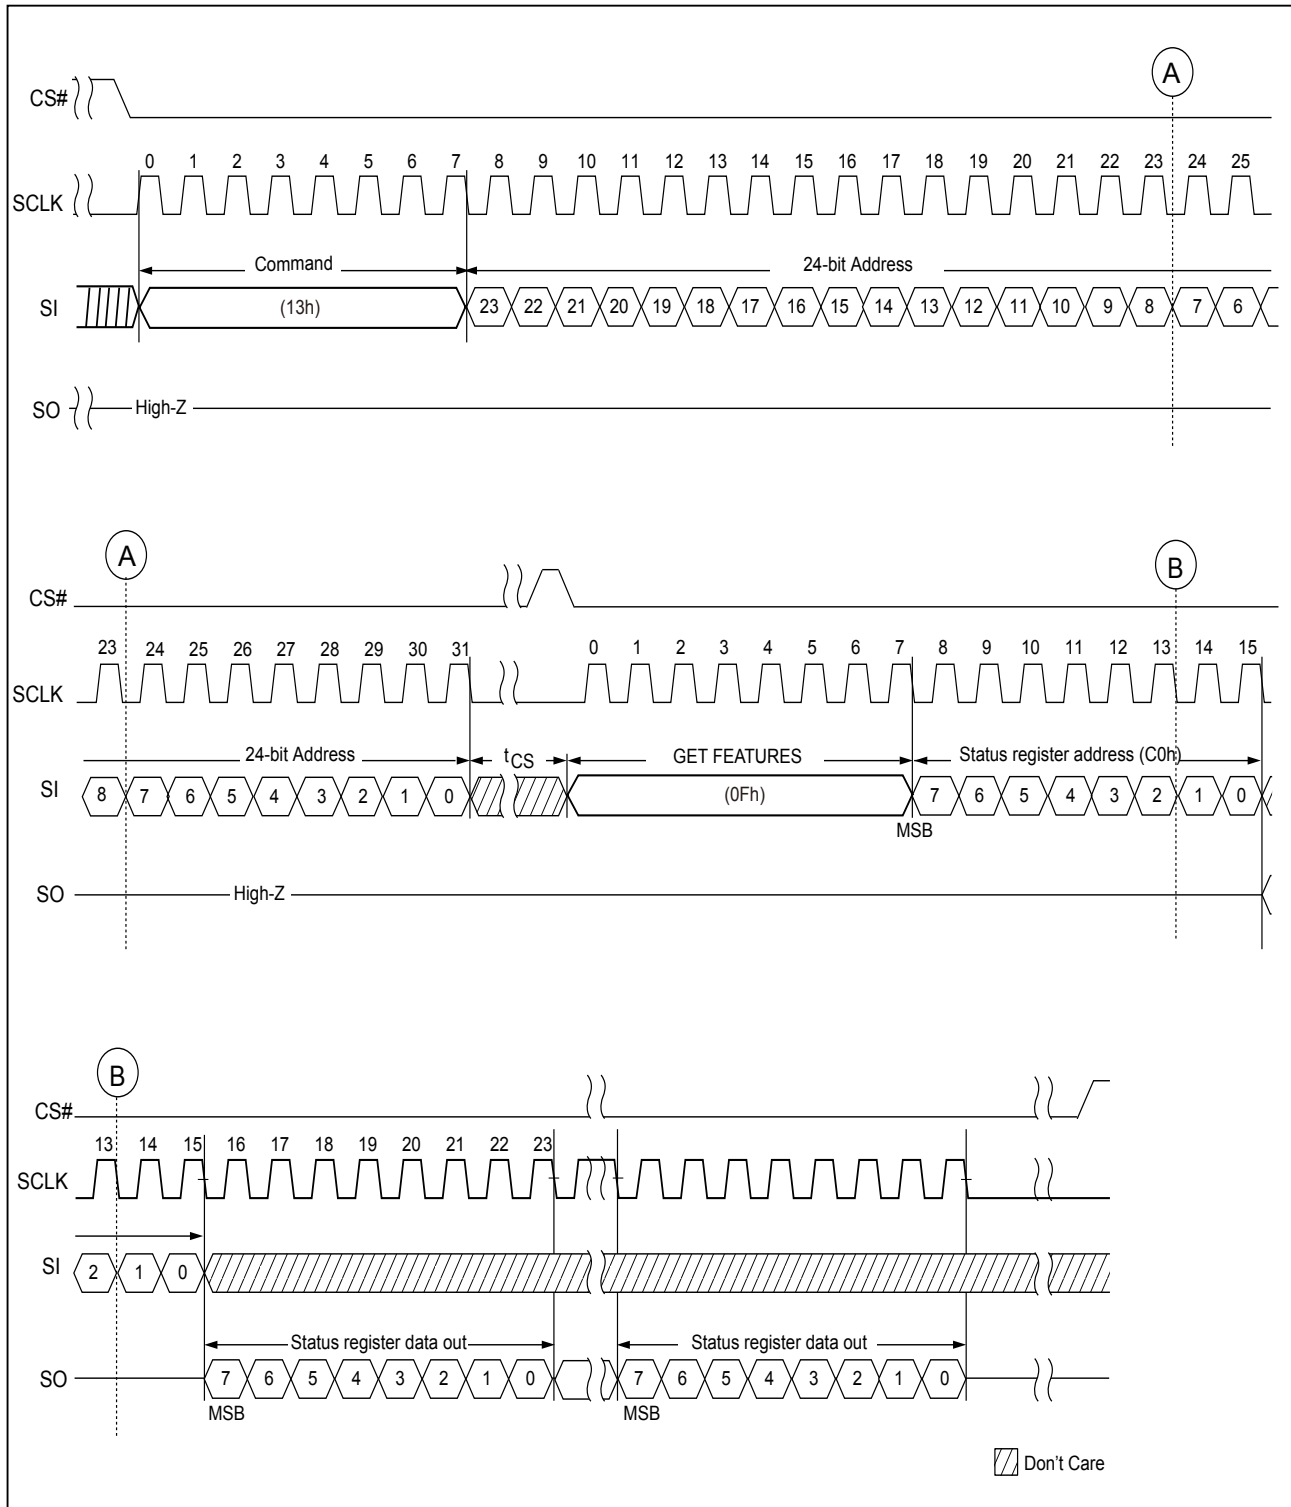 A
CS#
0 1 2 3 4 5 6 7 8 9 10 11 12 13 14 15 16 17 18 19 20 21 22 23 24 25
SCLK
Command 24-bit Address
SI (13h) 23 22 21 20 19 18 17 16 15 14 13 12 11 10 9 8 7 6
SO High-Z
A B
CS#
23 24 25 26 27 28 29 30 31 0 1 2 3 4 5 6 7 8 9 10 11 12 13 14 15
SCLK
24-bit Address tCS GET FEATURES Status register address (C0h)
SI 8 7 6 5 4 3 2 1 0 (0Fh) 7 6 5 4 3 2 1 0
MSB
SO High-Z
B
CS#
13 14 15 16 17 18 19 20 21 22 23
SCLK
SI 2 1 0
Status register data out Status register data out
SO 7 6 5 4 3 2 1 0 7 6 5 4 3 2 1 0
MSB MSB
Don't Care